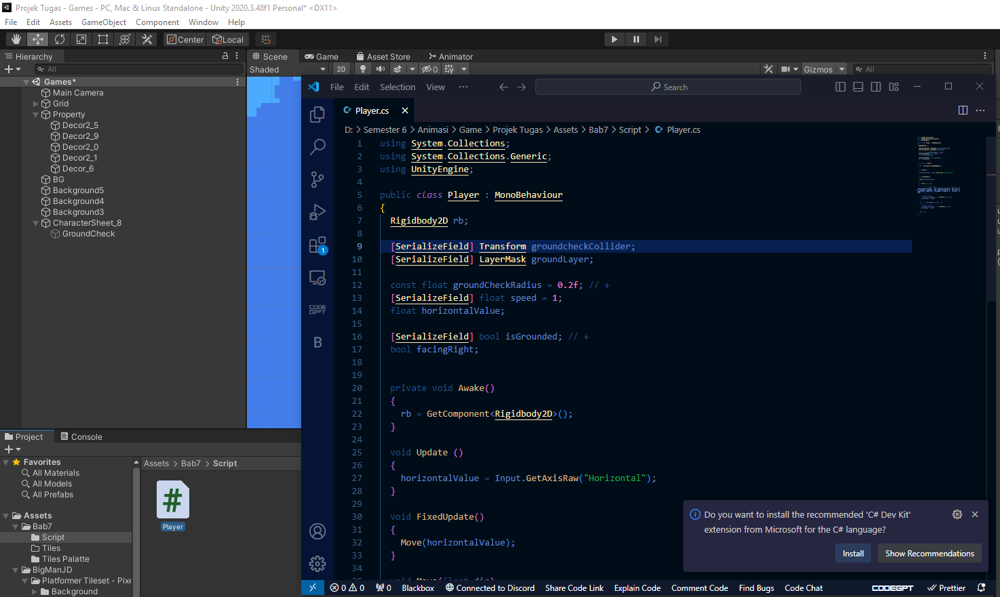 Projek Tugas - Games - PC, Mac & Linux Standalone - Unity 2020.3.48f1 Personal* <DX11>
File Edit Assets GameObject Component Window Help
Center Local
Hierarchy
All
Games*
Main Camera
Grid
Property
Decor2_5
Decor2_9
Decor2_0
Decor2_1
Decor_6
BG
Background5
Background4
Background3
CharacterSheet_8
GroundCheck
Scene Game Asset Store Animator
Shaded 2D 0 Gizmos All
File Edit Selection View ... Search
Player.cs
D: > Semester 6 > Animasi > Game > Projek Tugas > Assets > Bab7 > Script > Player.cs
1 using System.Collections;
2 using System.Collections.Generic;
3 using UnityEngine;
4
5 public class Player : MonoBehaviour
6 {
7 Rigidbody2D rb;
8
9 [SerializeField] Transform groundcheckCollider;
10 [SerializeField] LayerMask groundLayer;
11
12 const float groundCheckRadius = 0.2f; // +
13 [SerializeField] float speed = 1;
14 float horizontalValue;
15
16 [SerializeField] bool isGrounded; // +
17 bool facingRight;
18
19
20 private void Awake()
21 {
22 rb = GetComponent<Rigidbody2D>();
23 }
24
25 void Update ()
26 {
27 horizontalValue = Input.GetAxisRaw("Horizontal");
28 }
29
30 void FixedUpdate()
31 {
32 Move(horizontalValue);
33 }
34
35 void Move(float dir)
gerak kanan kiri
1
CODE
GPT
B
Do you want to install the recommended 'C# Dev Kit'
extension from Microsoft for the C# language?
Install Show Recommendations
0 0 0 Blackbox Connected to Discord Share Code Link Explain Code Comment Code Find Bugs Code Chat CODEGPT Prettier
Project Console
Favorites
All Materials
All Models
All Prefabs
Assets
Bab7
Script
Tiles
Tiles Palatte
BigManJD
Platformer Tileset - Pixe
Background
Assets > Bab7 > Script
#
Player